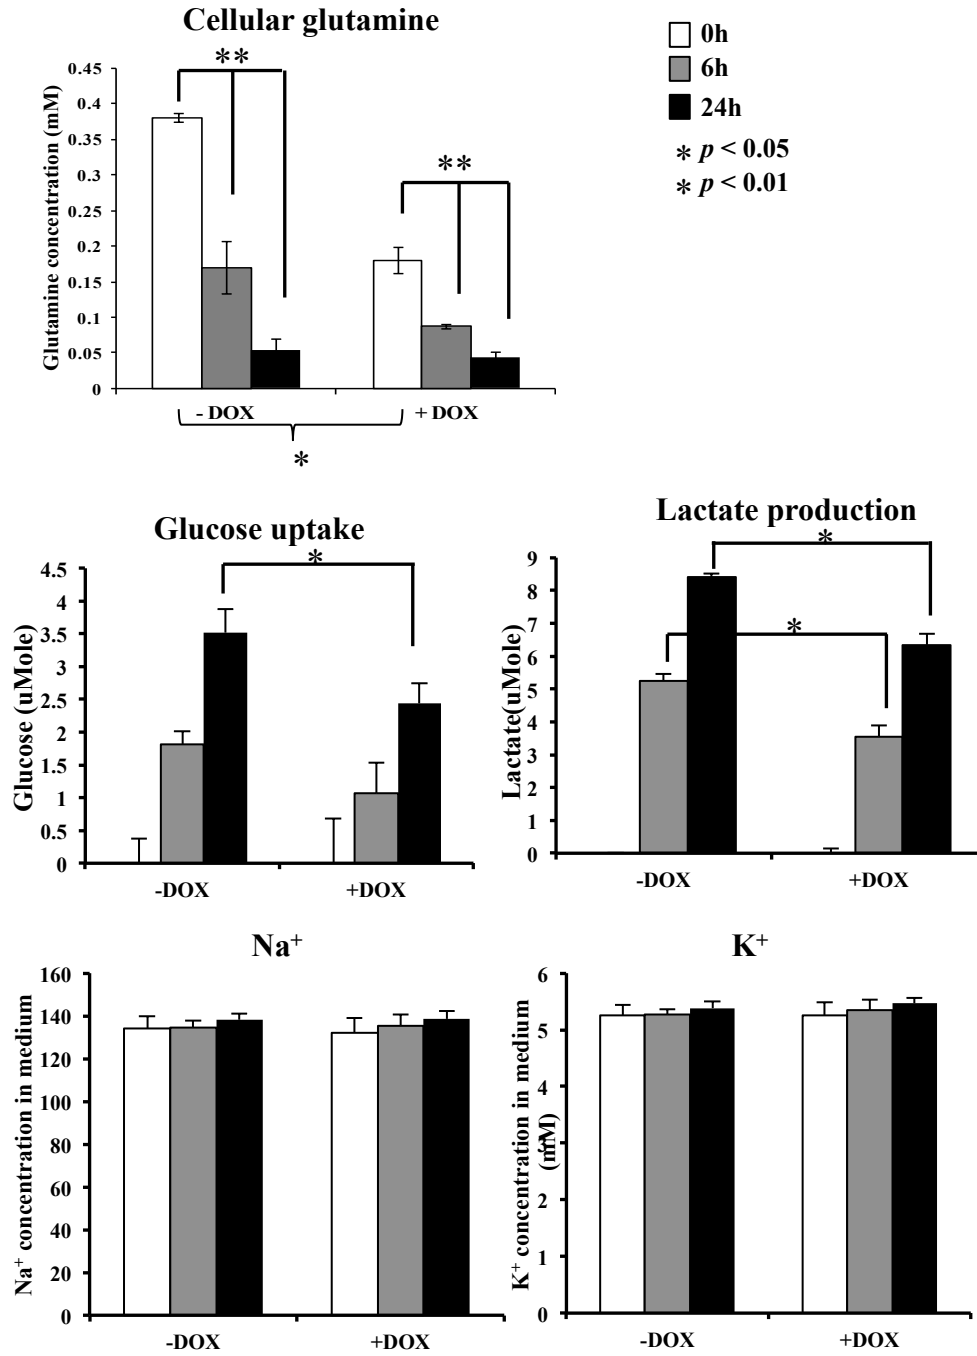 Cellular glutamine
0h
6h
24h
* p < 0.05
* p < 0.01
**
**
Glutamine concentration (mM)
0.45
0.4
0.35
0.3
0.25
0.2
0.15
0.1
0.05
0
- DOX
+ DOX
*
Glucose uptake
*
Glucose (uMole)
4.5
4
3.5
3
2.5
2
1.5
1
0.5
0
-DOX
+DOX
Lactate production
*
*
Lactate(uMole)
9
8
7
6
5
4
3
2
1
0
-DOX
+DOX
Na+
Na+ concentration in medium
160
140
120
100
80
60
40
20
0
-DOX
+DOX
K+
K+ concentration in medium
(mM)
6
5
4
3
2
1
0
-DOX
+DOX